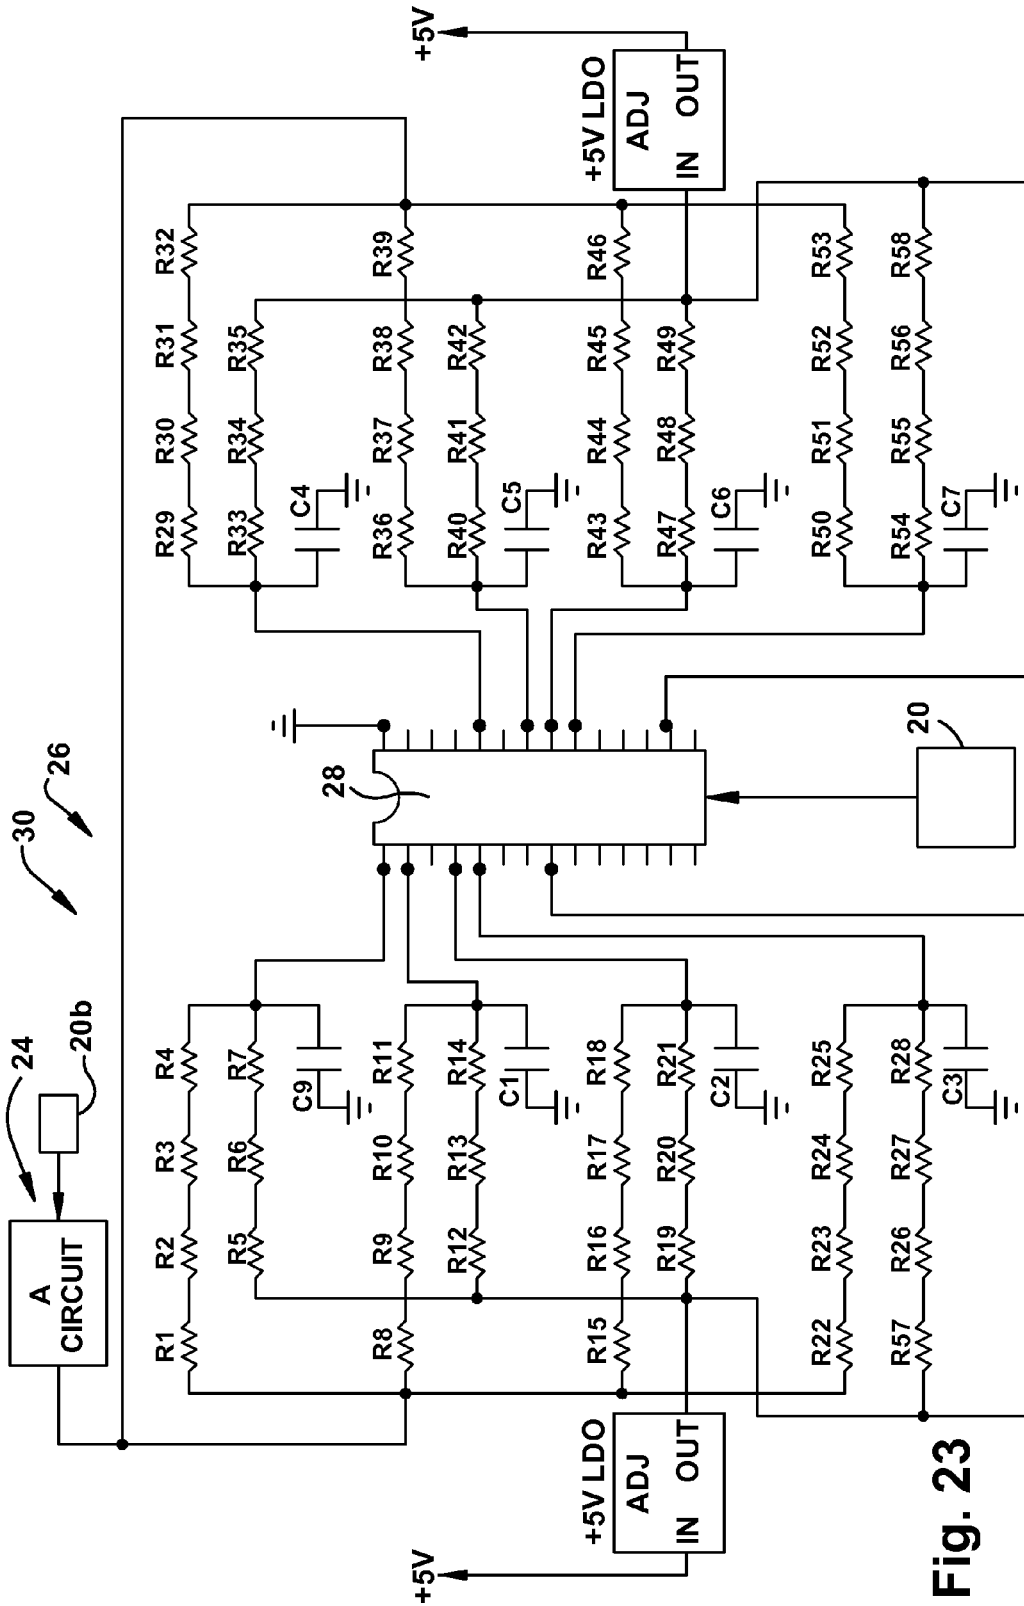 24
30
26
A
CIRCUIT
20b
+5V
+5V
+5V LDO
ADJ
IN OUT
+5V LDO
ADJ
IN OUT
R1
R2
R3
R4
R5
R6
R7
C9
R8
R9
R10
R11
R12
R13
R14
C1
R15
R16
R17
R18
R19
R20
R21
C2
R22
R23
R24
R25
R57
R26
R27
R28
C3
28
20
R29
R30
R31
R32
R33
R34
R35
C4
R36
R37
R38
R39
R40
R41
R42
C5
R43
R44
R45
R46
R47
R48
R49
C6
R50
R51
R52
R53
R54
R55
R56
R58
C7
Fig. 23